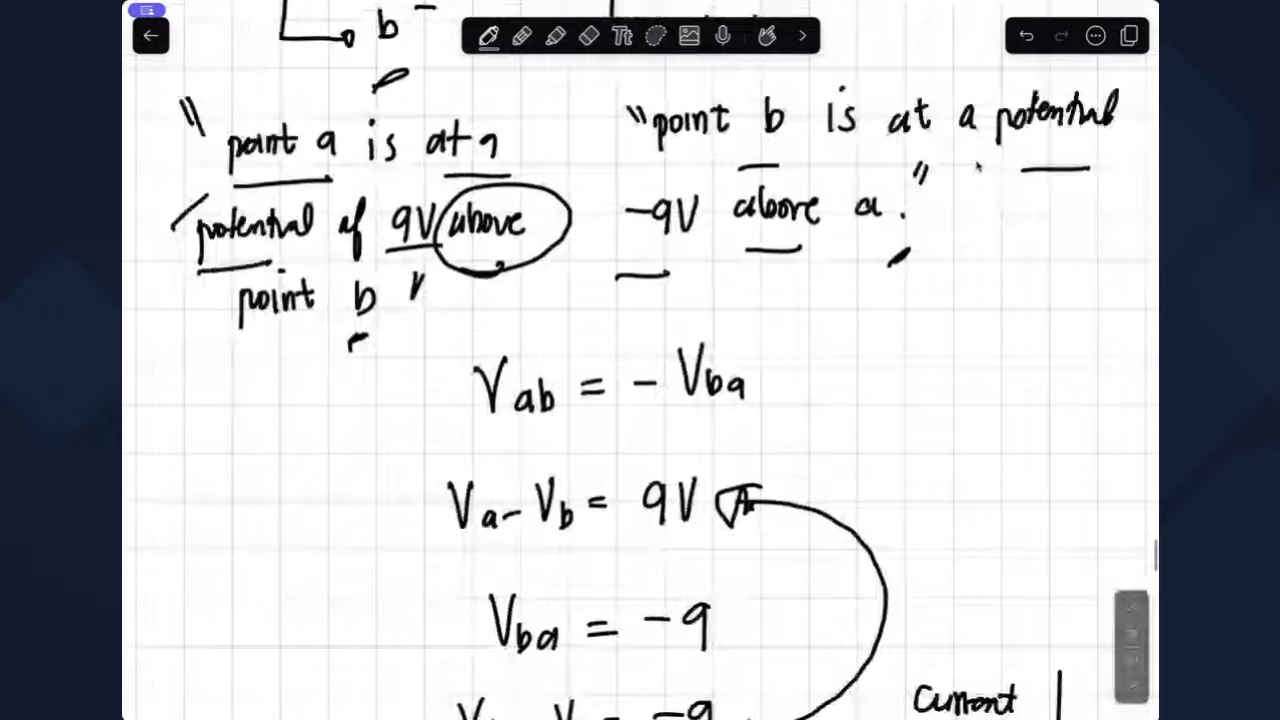 b -
"point a is at a
potential of 9V above
point b
"point b is at a potential
-9V above a."
Vab = - Vba
Va - Vb = 9V
Vba = -9
-9
Current